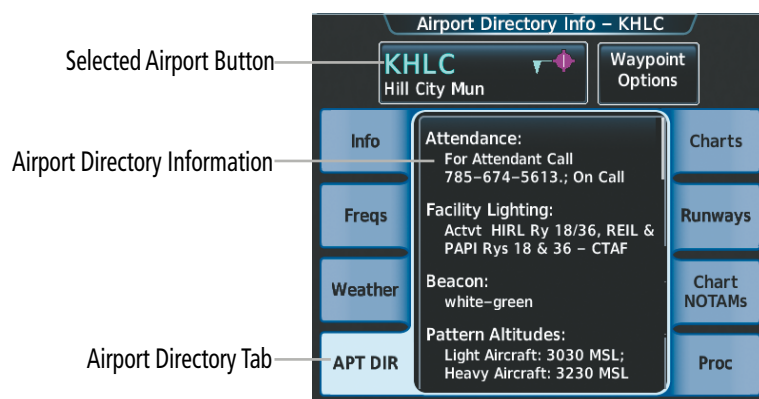 Airport Directory Info – KHLC
Selected Airport Button
KHLC
Hill City Mun
Waypoint
Options
Airport Directory Information
Info
Freqs
Weather
APT DIR
Airport Directory Tab
Attendance:
For Attendant Call
785–674–5613.; On Call
Facility Lighting:
Actvt HIRL Ry 18/36, REIL &
PAPI Rys 18 & 36 – CTAF
Beacon:
white–green
Pattern Altitudes:
Light Aircraft: 3030 MSL;
Heavy Aircraft: 3230 MSL
Charts
Runways
Chart
NOTAMs
Proc